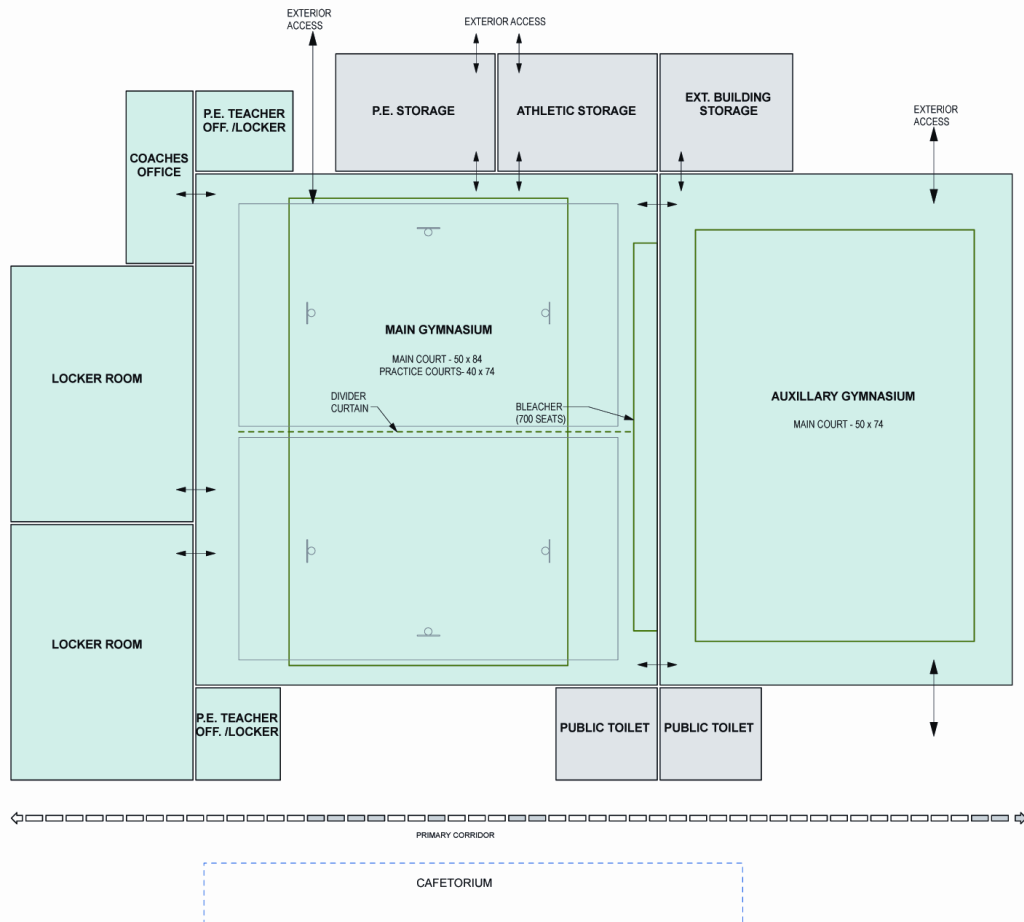 EXTERIOR
ACCESS
EXTERIOR ACCESS
P.E. TEACHER
OFF. /LOCKER
P.E. STORAGE
ATHLETIC STORAGE
EXT. BUILDING
STORAGE
EXTERIOR
ACCESS
COACHES
OFFICE
MAIN GYMNASIUM
MAIN COURT - 50 x 84
PRACTICE COURTS- 40 x 74
LOCKER ROOM
DIVIDER
CURTAIN
BLEACHER
(700 SEATS)
AUXILLARY GYMNASIUM
MAIN COURT - 50 x 74
LOCKER ROOM
P.E. TEACHER
OFF. /LOCKER
PUBLIC TOILET
PUBLIC TOILET
PRIMARY CORRIDOR
CAFETORIUM